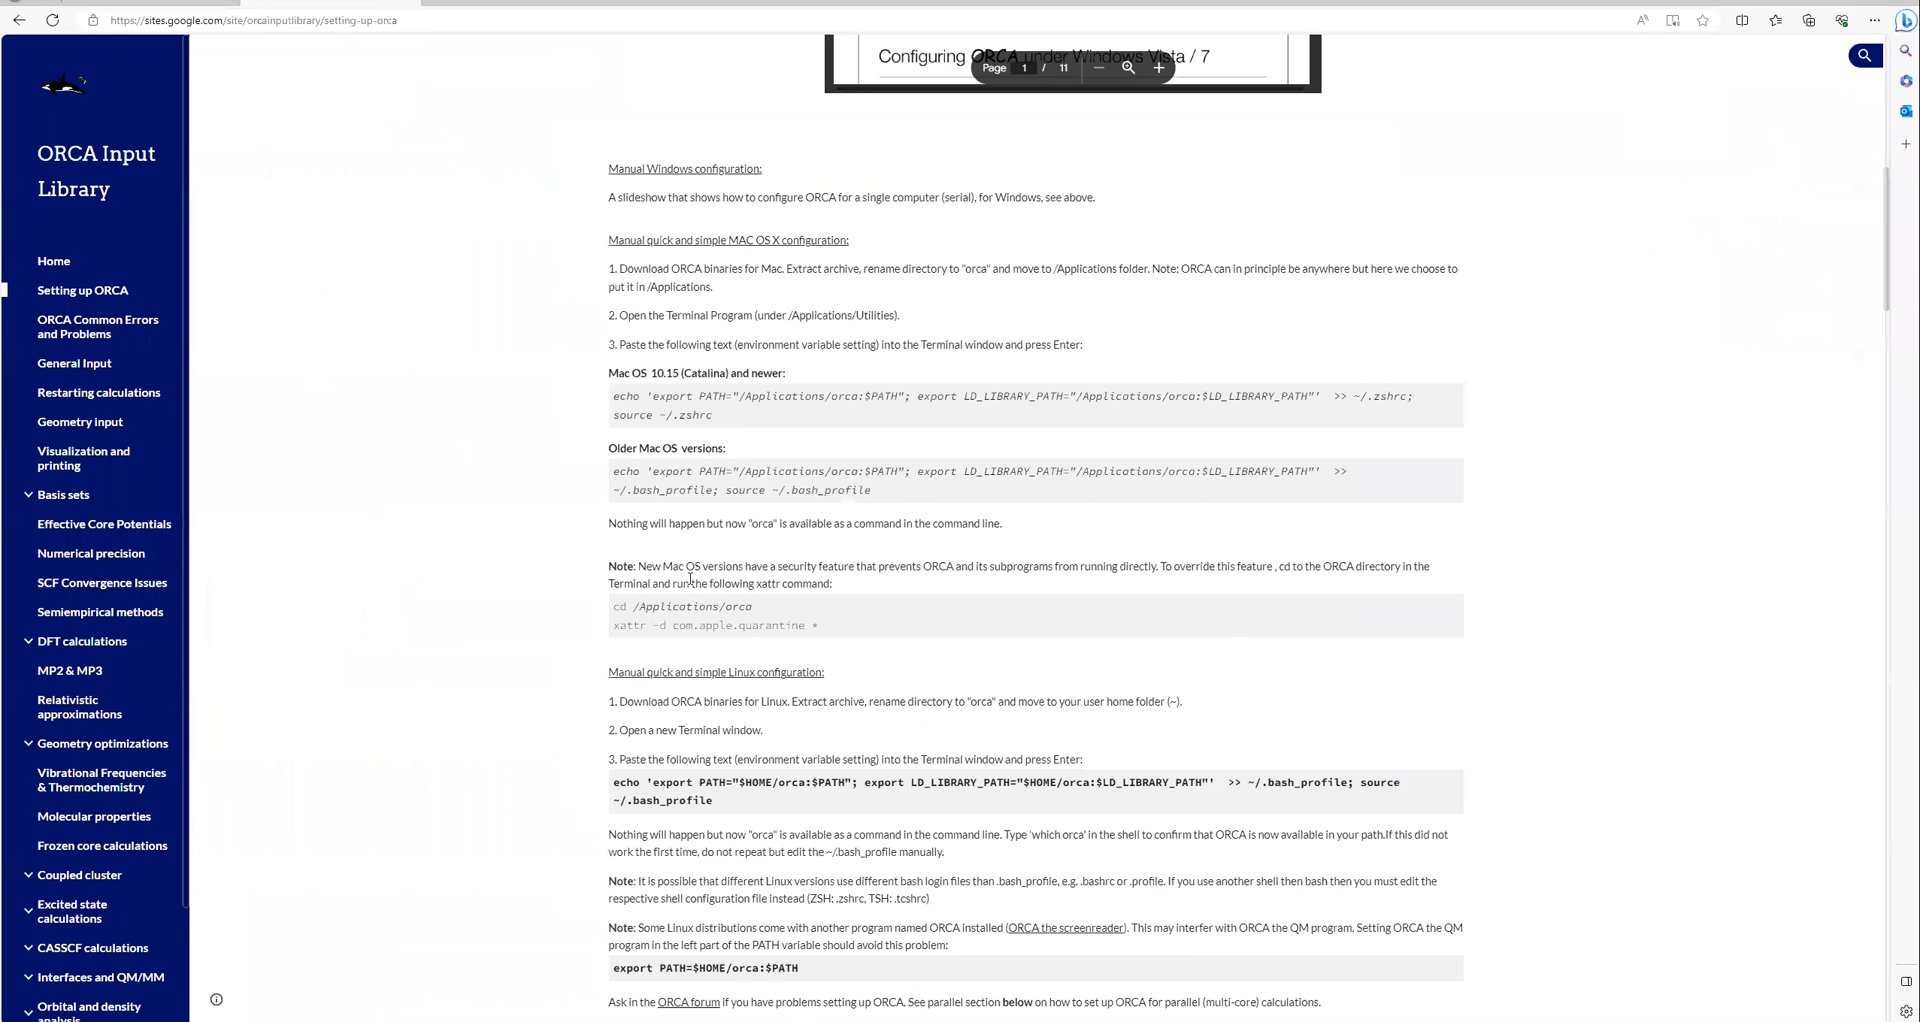 https://sites.google.com/site/orcainputlibrary/setting-up-orca
ORCA Input
Library
Home
Setting up ORCA
ORCA Common Errors
and Problems
General Input
Restarting calculations
Geometry input
Visualization and
printing
Basis sets
Effective Core Potentials
Numerical precision
SCF Convergence Issues
Semiempirical methods
DFT calculations
MP2 & MP3
Relativistic
approximations
Geometry optimizations
Vibrational Frequencies
& Thermochemistry
Molecular properties
Frozen core calculations
Coupled cluster
Excited state
calculations
CASSCF calculations
Interfaces and QM/MM
Orbital and density
analysis
Configuring ORCA under Windows Vista / 7
Page 1 / 11
Manual Windows configuration:
A slideshow that shows how to configure ORCA for a single computer (serial), for Windows, see above.
Manual quick and simple MAC OS X configuration:
1. Download ORCA binaries for Mac. Extract archive, rename directory to "orca" and move to /Applications folder. Note: ORCA can in principle be anywhere but here we choose to
put it in /Applications.
2. Open the Terminal Program (under /Applications/Utilities).
3. Paste the following text (environment variable setting) into the Terminal window and press Enter:
Mac OS 10.15 (Catalina) and newer:
echo 'export PATH="/Applications/orca:$PATH"; export LD_LIBRARY_PATH="/Applications/orca:$LD_LIBRARY_PATH"' >> ~/.zshrc;
source ~/.zshrc
Older Mac OS versions:
echo 'export PATH="/Applications/orca:$PATH"; export LD_LIBRARY_PATH="/Applications/orca:$LD_LIBRARY_PATH"' >>
~/.bash_profile; source ~/.bash_profile
Nothing will happen but now "orca" is available as a command in the command line.
Note: New Mac OS versions have a security feature that prevents ORCA and its subprograms from running directly. To override this feature , cd to the ORCA directory in the
Terminal and run the following xattr command:
cd /Applications/orca
xattr -d com.apple.quarantine *
Manual quick and simple Linux configuration:
1. Download ORCA binaries for Linux. Extract archive, rename directory to "orca" and move to your user home folder (~).
2. Open a new Terminal window.
3. Paste the following text (environment variable setting) into the Terminal window and press Enter:
echo 'export PATH="$HOME/orca:$PATH"; export LD_LIBRARY_PATH="$HOME/orca:$LD_LIBRARY_PATH"' >> ~/.bash_profile; source
~/.bash_profile
Nothing will happen but now "orca" is available as a command in the command line. Type 'which orca' in the shell to confirm that ORCA is now available in your path.If this did not
work the first time, do not repeat but edit the ~/.bash_profile manually.
Note: It is possible that different Linux versions use different bash login files than .bash_profile, e.g. .bashrc or .profile. If you use another shell then bash then you must edit the
respective shell configuration file instead (ZSH: .zshrc, TSH: .tcshrc)
Note: Some Linux distributions come with another program named ORCA installed (ORCA the screenreader). This may interfer with ORCA the QM program. Setting ORCA the QM
program in the left part of the PATH variable should avoid this problem:
export PATH=$HOME/orca:$PATH
Ask in the ORCA forum if you have problems setting up ORCA. See parallel section below on how to set up ORCA for parallel (multi-core) calculations.